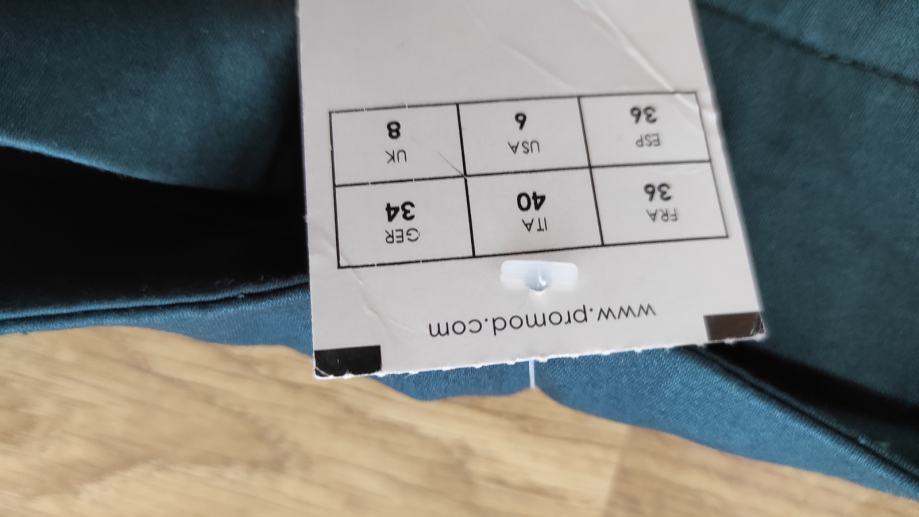 www.promod.com
FRA ITA GER
36 40 34
ESP USA UK
36 6 8